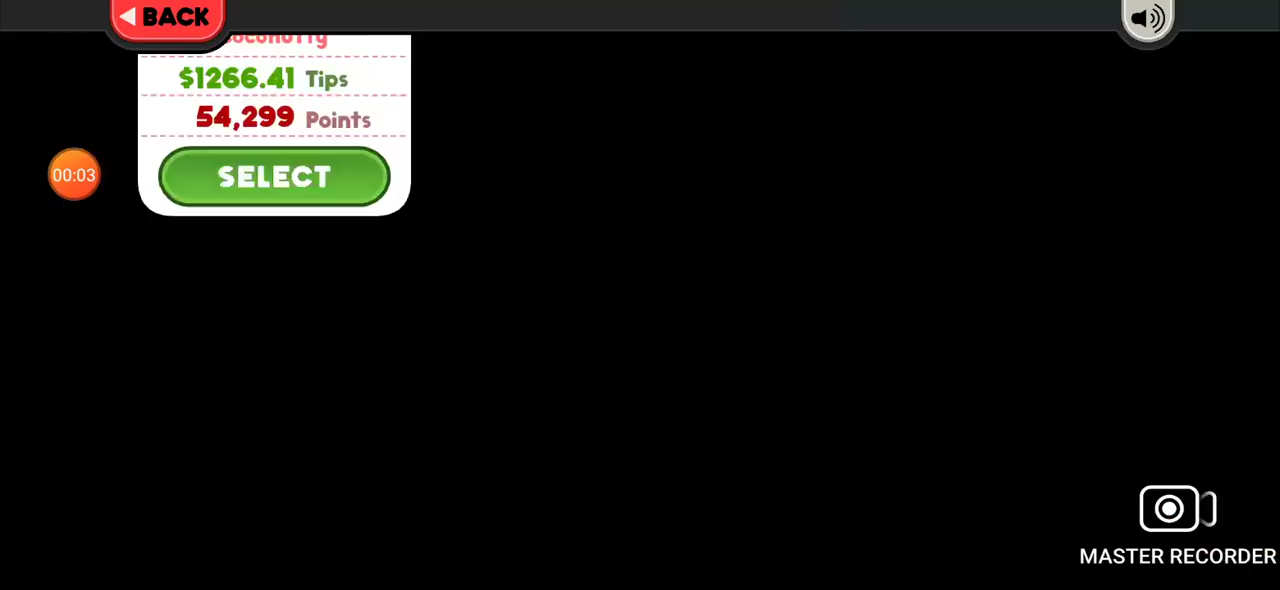 BACK
$1266.41 Tips
54,299 Points
00:03
SELECT
MASTER RECORDER